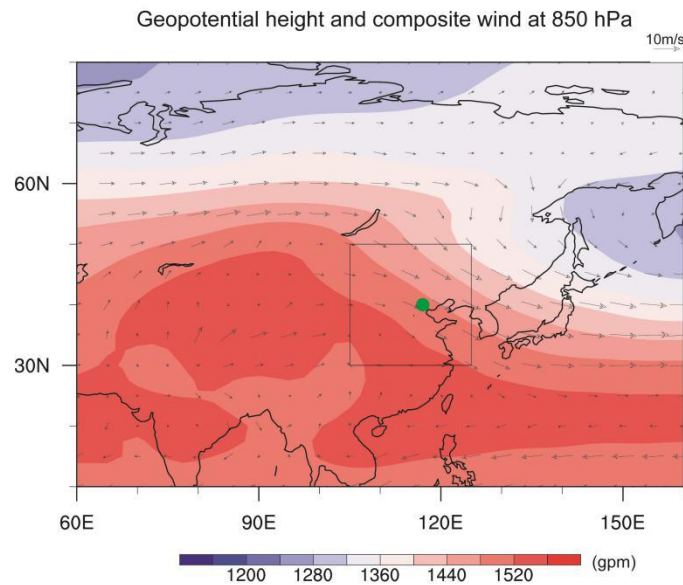 Geopotential height and composite wind at 850 hPa
10m/s
60N
30N
60E 90E 120E 150E
1200 1280 1360 1440 1520 (gpm)